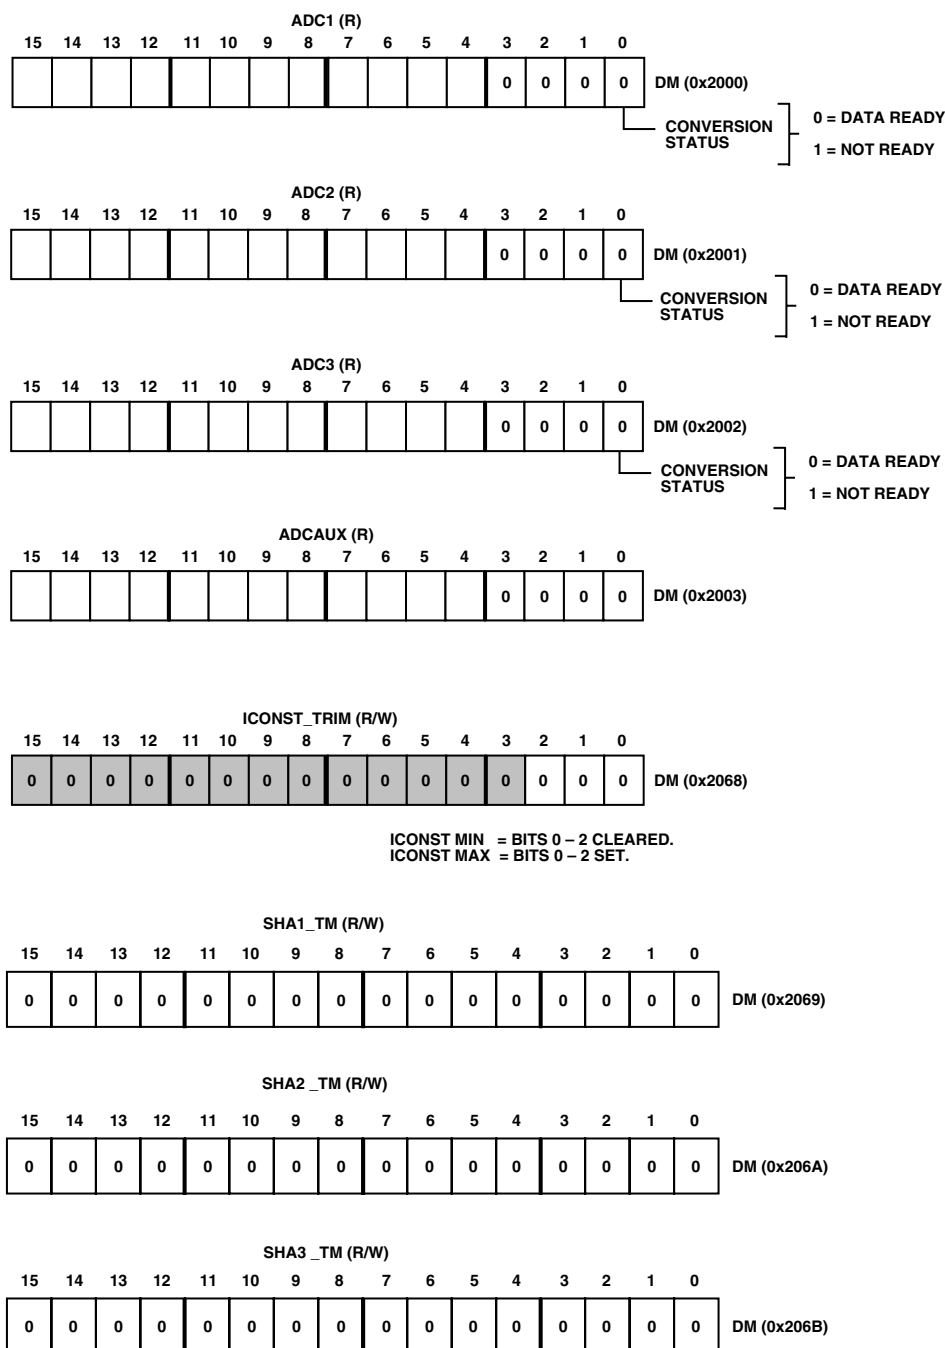 ADC1 (R)
15 14 13 12 11 10 9 8 7 6 5 4 3 2 1 0
0 0 0 0 DM (0x2000)
CONVERSION STATUS
0 = DATA READY
1 = NOT READY
ADC2 (R)
15 14 13 12 11 10 9 8 7 6 5 4 3 2 1 0
0 0 0 0 DM (0x2001)
CONVERSION STATUS
0 = DATA READY
1 = NOT READY
ADC3 (R)
15 14 13 12 11 10 9 8 7 6 5 4 3 2 1 0
0 0 0 0 DM (0x2002)
CONVERSION STATUS
0 = DATA READY
1 = NOT READY
ADCAUX (R)
15 14 13 12 11 10 9 8 7 6 5 4 3 2 1 0
0 0 0 0 DM (0x2003)
ICONST_TRIM (R/W)
15 14 13 12 11 10 9 8 7 6 5 4 3 2 1 0
0 0 0 0 0 0 0 0 0 0 0 0 0 0 0 0 DM (0x2068)
ICONST MIN = BITS 0 – 2 CLEARED.
ICONST MAX = BITS 0 – 2 SET.
SHA1_TM (R/W)
15 14 13 12 11 10 9 8 7 6 5 4 3 2 1 0
0 0 0 0 0 0 0 0 0 0 0 0 0 0 0 0 DM (0x2069)
SHA2 _TM (R/W)
15 14 13 12 11 10 9 8 7 6 5 4 3 2 1 0
0 0 0 0 0 0 0 0 0 0 0 0 0 0 0 0 DM (0x206A)
SHA3 _TM (R/W)
15 14 13 12 11 10 9 8 7 6 5 4 3 2 1 0
0 0 0 0 0 0 0 0 0 0 0 0 0 0 0 0 DM (0x206B)